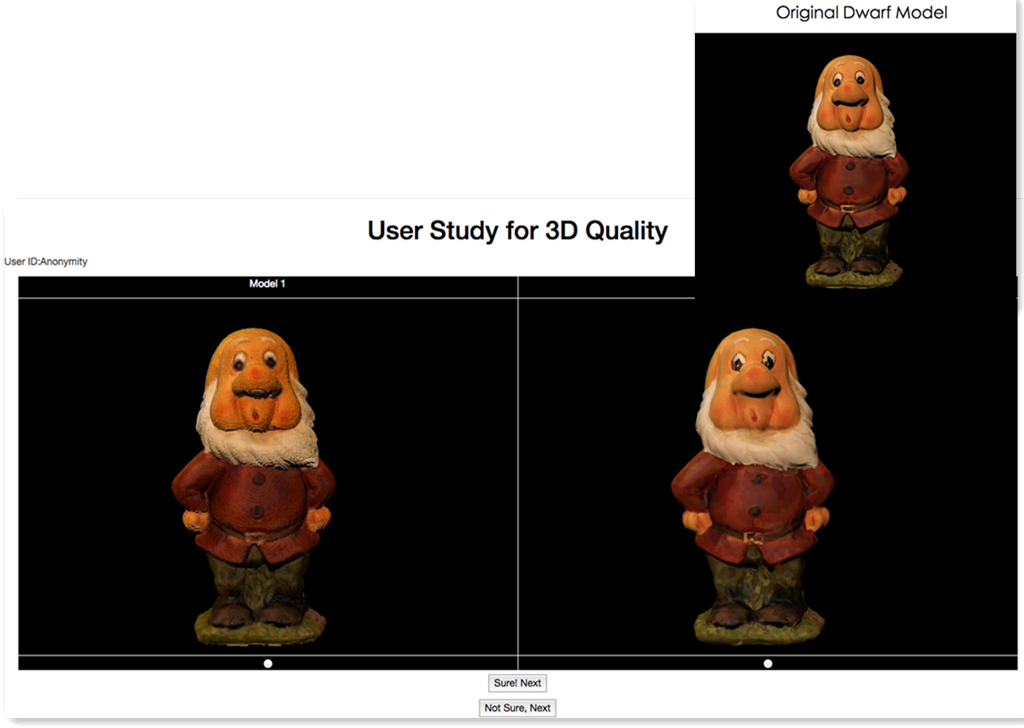 Original Dwarf Model
User Study for 3D Quality
User ID:Anonymity
Model 1
Sure! Next
Not Sure, Next